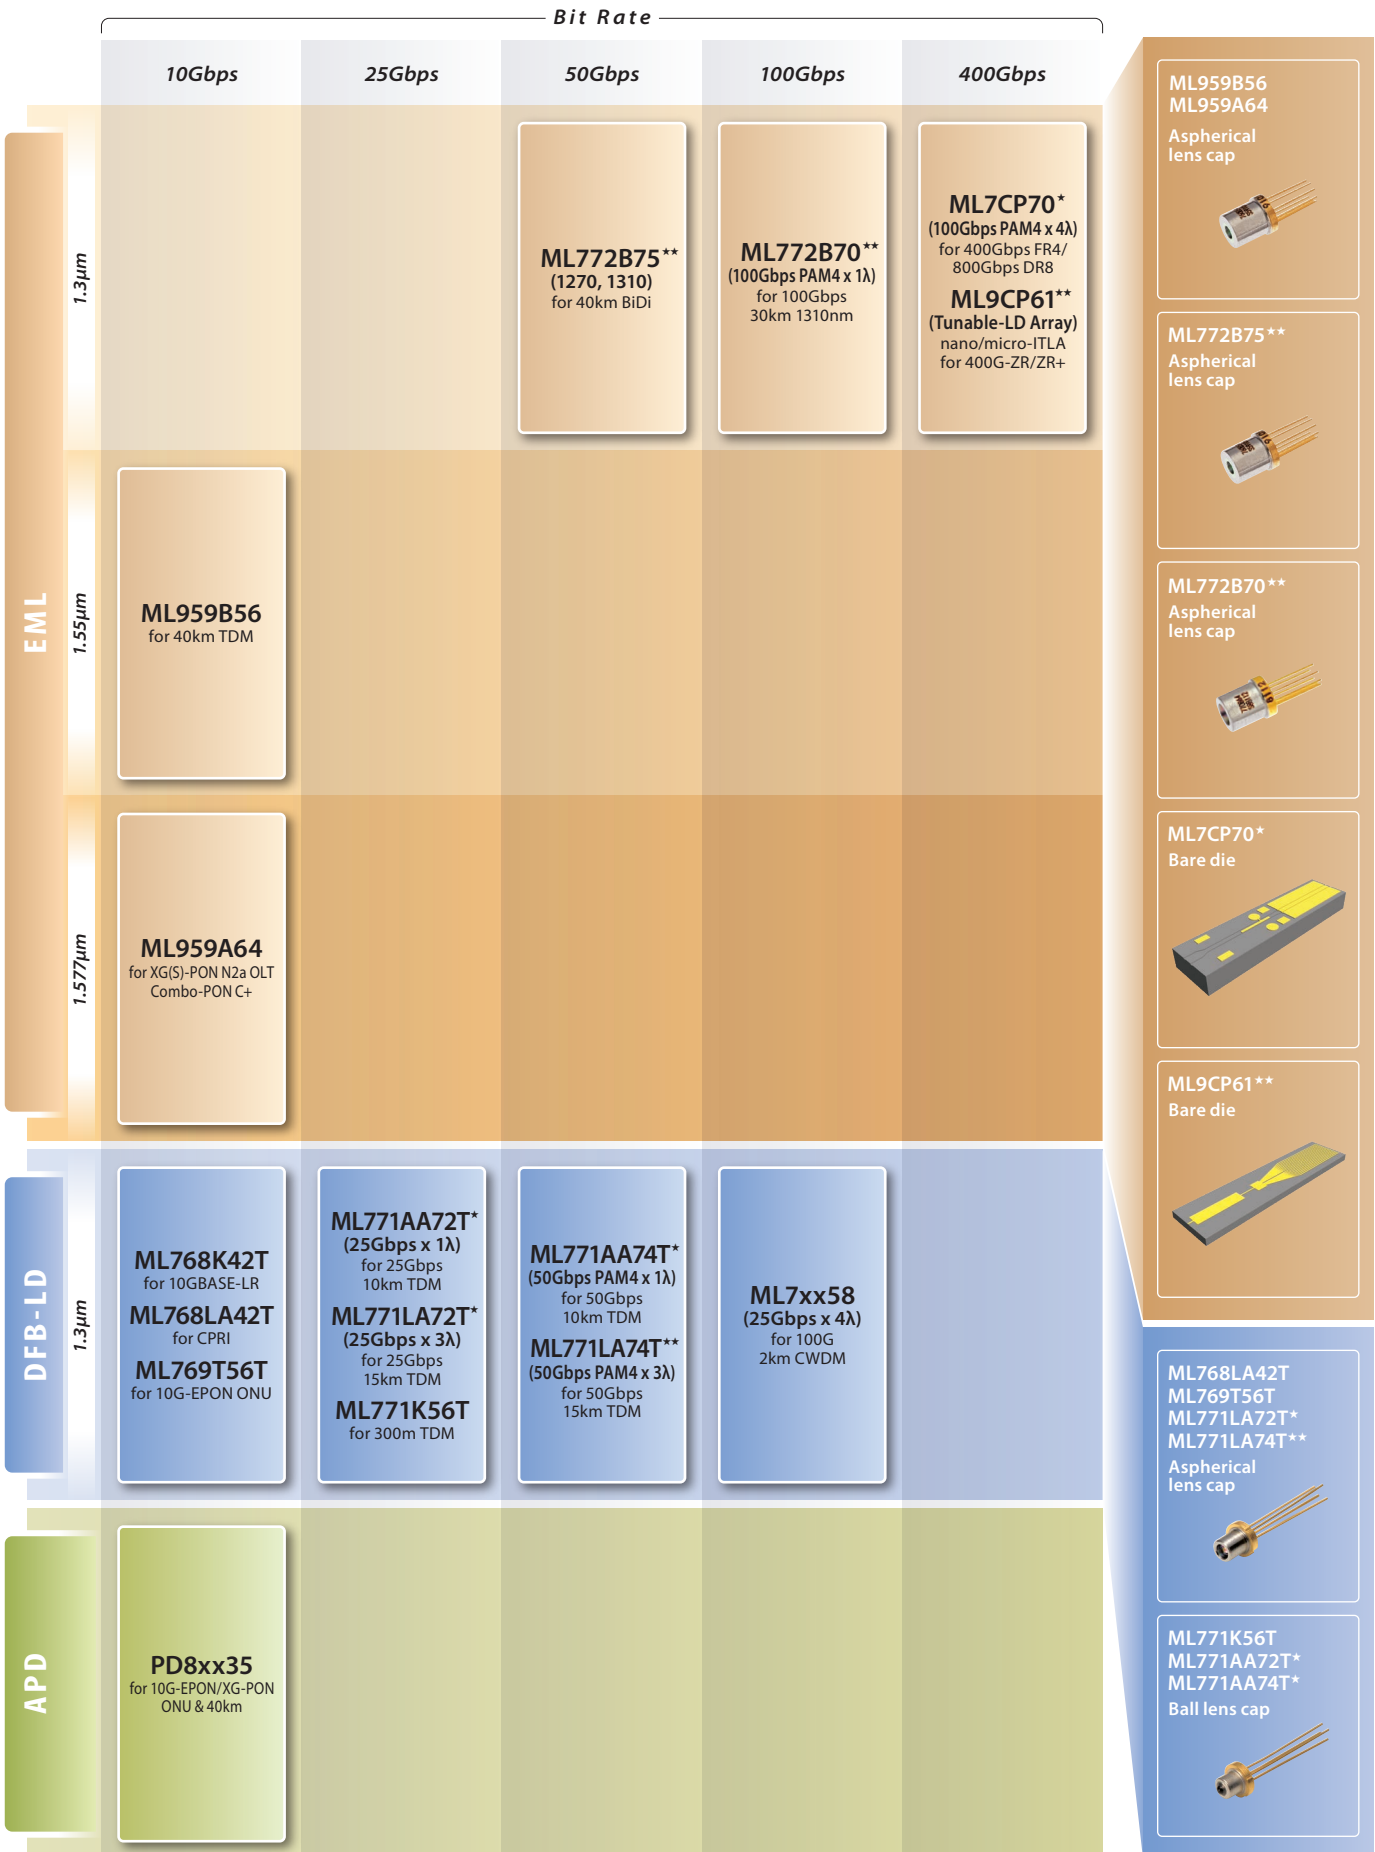 Bit Rate
10Gbps
25Gbps
50Gbps
100Gbps
400Gbps
EML
1.3μm
ML772B75★★
(1270, 1310)
for 40km BiDi
ML772B70★★
(100Gbps PAM4 x 1λ)
for 100Gbps
30km 1310nm
ML7CP70★
(100Gbps PAM4 x 4λ)
for 400Gbps FR4/
800Gbps DR8
ML9CP61★★
(Tunable-LD Array)
nano/micro-ITLA
for 400G-ZR/ZR+
1.55μm
ML959B56
for 40km TDM
1.577μm
ML959A64
for XG(S)-PON N2a OLT
Combo-PON C+
DFB-LD
1.3μm
ML768K42T
for 10GBASE-LR
ML768LA42T
for CPRI
ML769T56T
for 10G-EPON ONU
ML771AA72T★
(25Gbps x 1λ)
for 25Gbps
10km TDM
ML771LA72T★
(25Gbps x 3λ)
for 25Gbps
15km TDM
ML771K56T
for 300m TDM
ML771AA74T★
(50Gbps PAM4 x 1λ)
for 50Gbps
10km TDM
ML771LA74T★★
(50Gbps PAM4 x 3λ)
for 50Gbps
15km TDM
ML7xx58
(25Gbps x 4λ)
for 100G
2km CWDM
APD
PD8xx35
for 10G-EPON/XG-PON
ONU & 40km
ML959B56
ML959A64
Aspherical
lens cap
ML772B75★★
Aspherical
lens cap
ML772B70★★
Aspherical
lens cap
ML7CP70★
Bare die
ML9CP61★★
Bare die
ML768LA42T
ML769T56T
ML771LA72T★
ML771LA74T★★
Aspherical
lens cap
ML771K56T
ML771AA72T★
ML771AA74T★
Ball lens cap